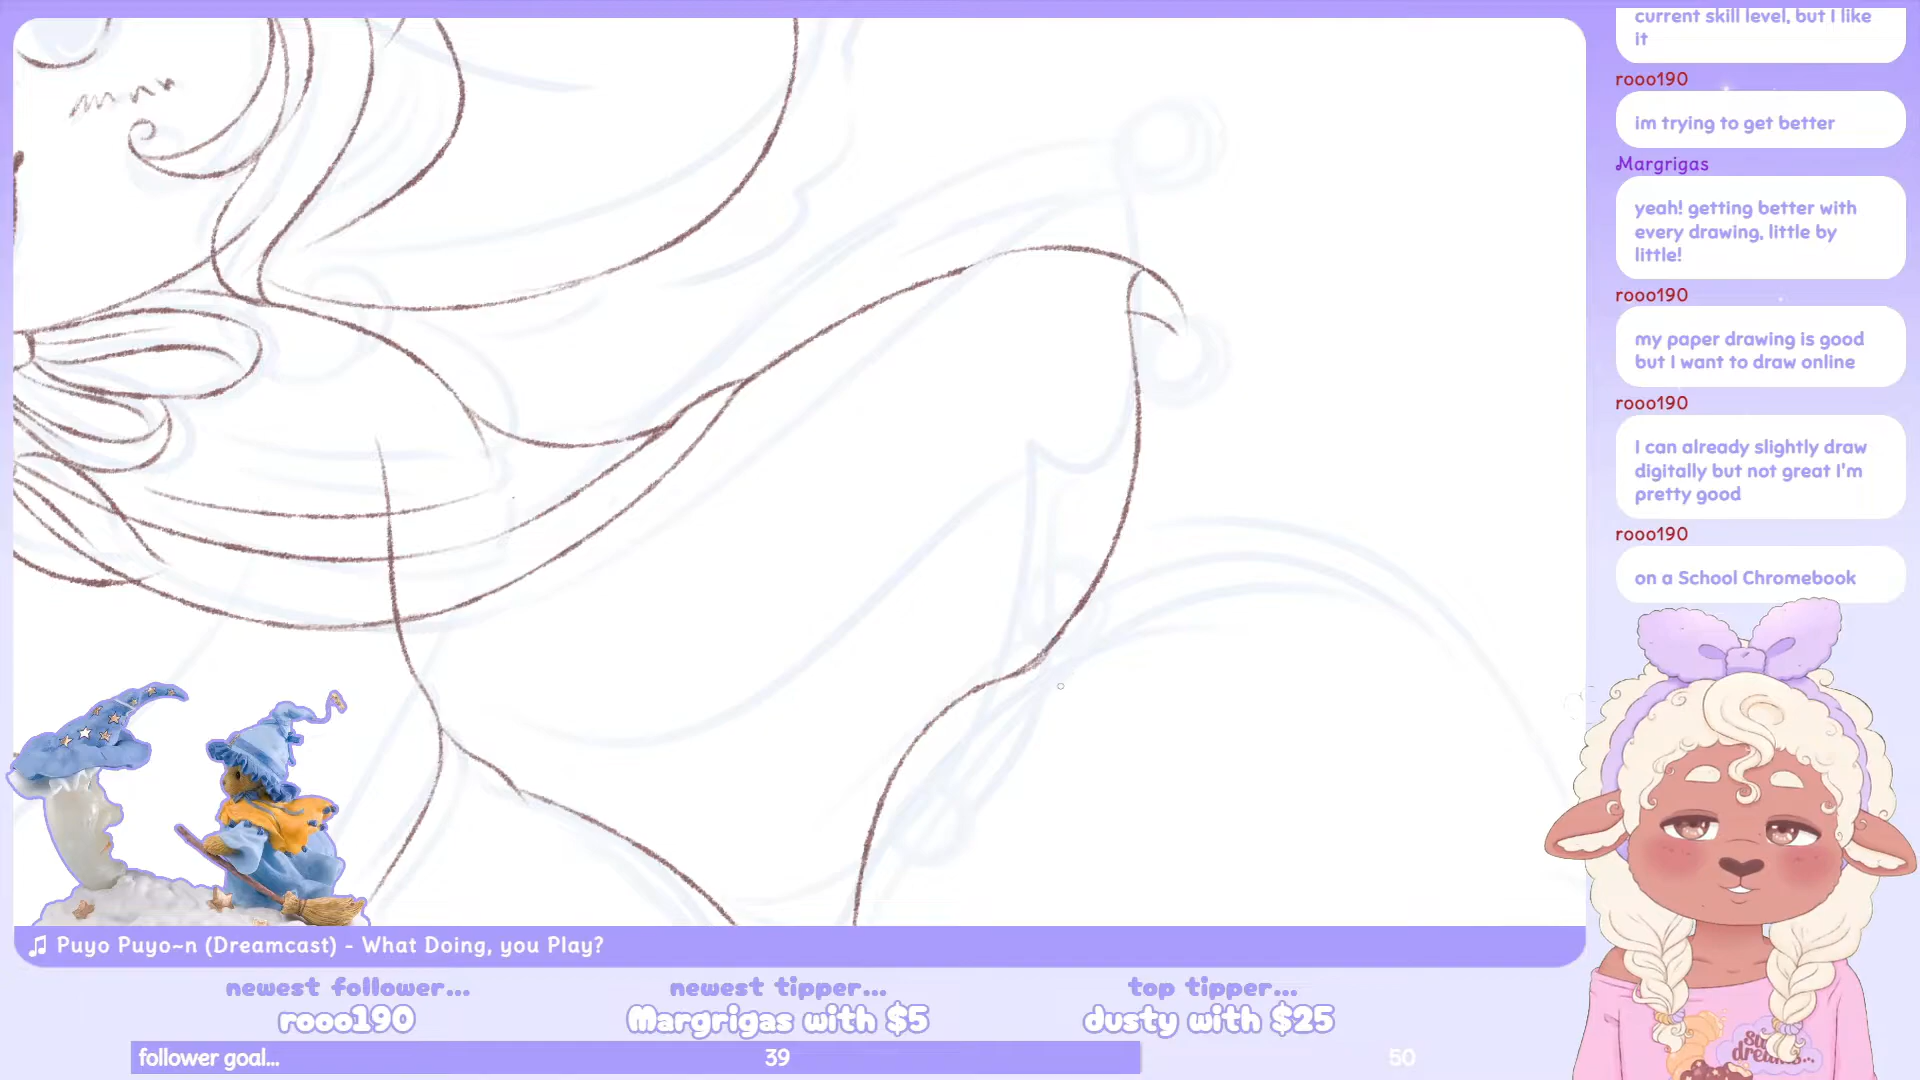 current skill level, but I like
it
rooo190
im trying to get better
Margrigas
yeah! getting better with
every drawing, little by
little!
rooo190
my paper drawing is good
but I want to draw online
rooo190
I can already slightly draw
digitally but not great I'm
pretty good
rooo190
on a School Chromebook
Puyo Puyo~n (Dreamcast) - What Doing, you Play?
newest follower...
rooo190
newest tipper...
Margrigas with $5
top tipper...
dusty with $25
follower goal...
39
50